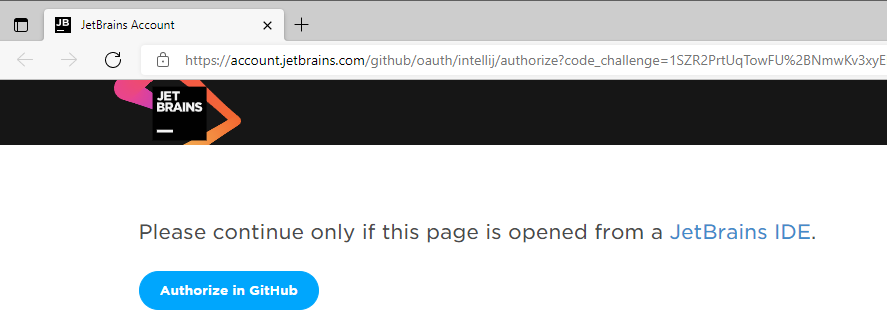 JB
JetBrains Account
https://account.jetbrains.com/github/oauth/intellij/authorize?code_challenge=1SZR2PrtUqTowFU%2BNmwKv3xyE
JET
BRAINS
Please continue only if this page is opened from a JetBrains IDE.
Authorize in GitHub